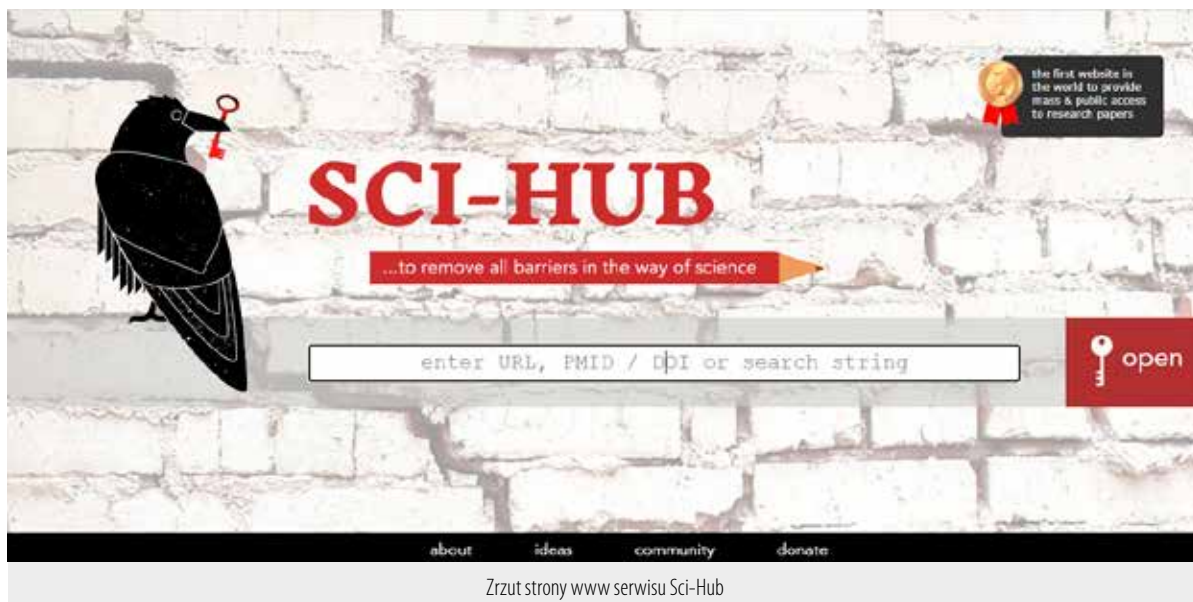 the first website in
the world to provide
mass & public access
to research papers
SCI-HUB
...to remove all barriers in the way of science
enter URL, PMID / DOI or search string
open
about ideas community donate
Zrzut strony www serwisu Sci-Hub